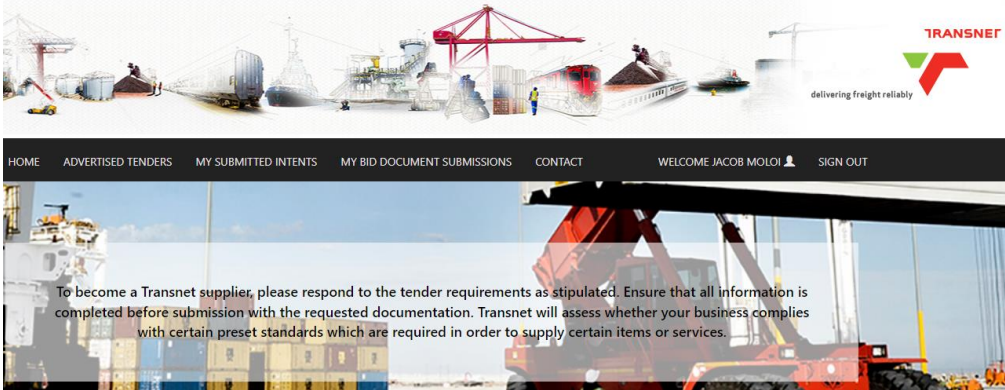 TRANSNET
delivering freight reliably
HOME ADVERTISED TENDERS MY SUBMITTED INTENTS MY BID DOCUMENT SUBMISSIONS CONTACT WELCOME JACOB MOLOI SIGN OUT
To become a Transnet supplier, please respond to the tender requirements as stipulated. Ensure that all information is
completed before submission with the requested documentation. Transnet will assess whether your business complies
with certain preset standards which are required in order to supply certain items or services.